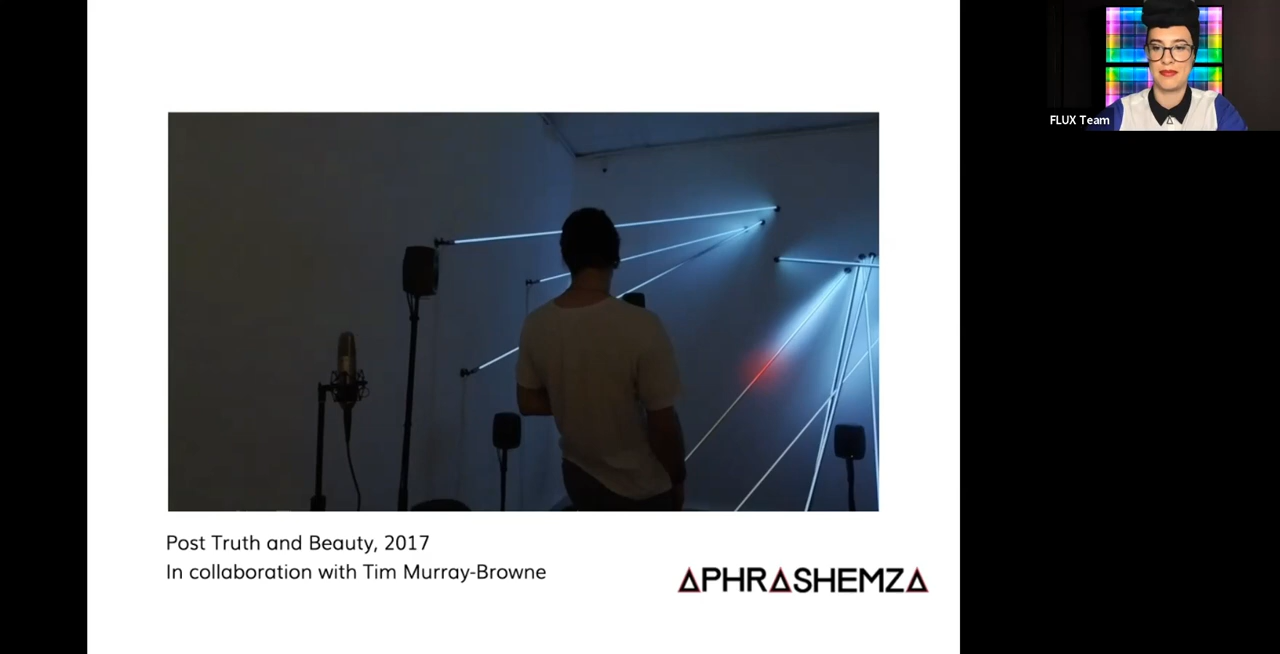 FLUX Team
Post Truth and Beauty, 2017
In collaboration with Tim Murray-Browne
APHRASHEMZA